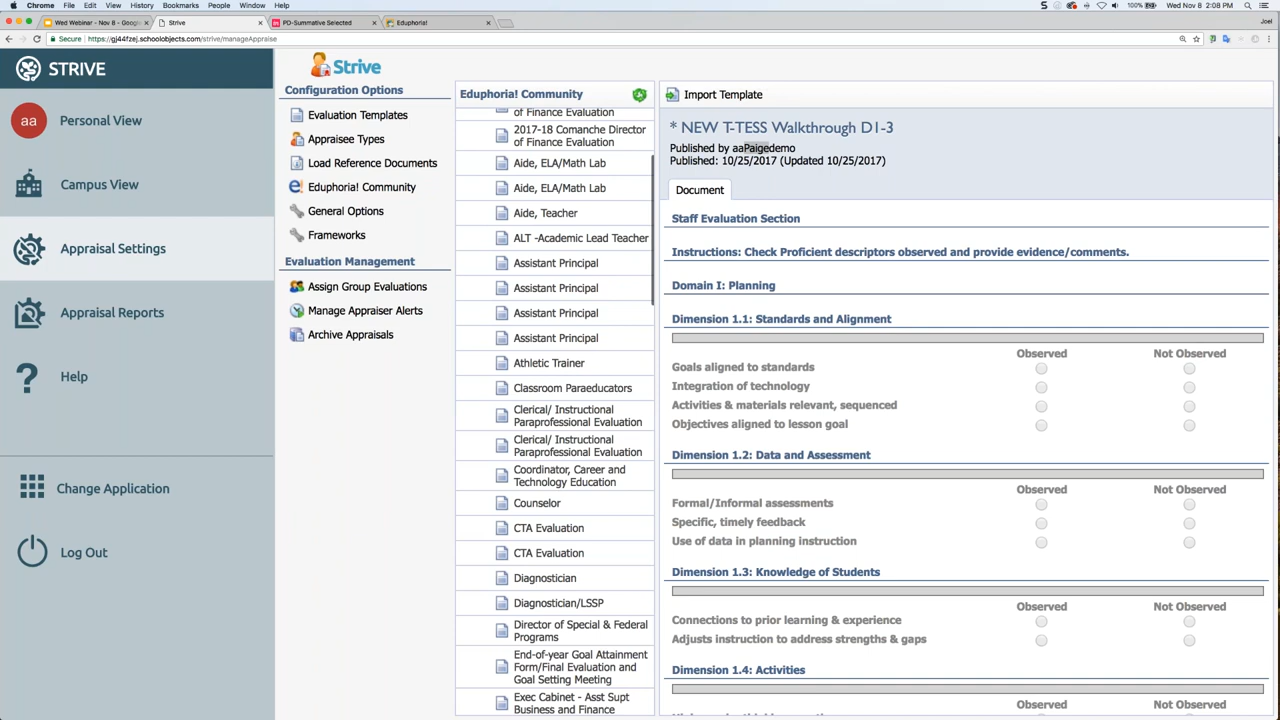 Chrome File Edit View History Bookmarks People Window Help
100% Wed Nov 8 2:08 PM
Wed Webinar - Nov 8 - Googl
Strive
PD-Summative Selected
Eduphoria!
Joel
Secure https://gj44fzej.schoolobjects.com/strive/manageAppraise
STRIVE
aa Personal View
Campus View
Appraisal Settings
Appraisal Reports
Help
Change Application
Log Out
Strive
Configuration Options
Evaluation Templates
Appraisee Types
Load Reference Documents
Eduphoria! Community
General Options
Frameworks
Evaluation Management
Assign Group Evaluations
Manage Appraiser Alerts
Archive Appraisals
Eduphoria! Community
of Finance Evaluation
2017-18 Comanche Director
of Finance Evaluation
Aide, ELA/Math Lab
Aide, ELA/Math Lab
Aide, Teacher
ALT -Academic Lead Teacher
Assistant Principal
Assistant Principal
Assistant Principal
Assistant Principal
Athletic Trainer
Classroom Paraeducators
Clerical/ Instructional
Paraprofessional Evaluation
Clerical/ Instructional
Paraprofessional Evaluation
Coordinator, Career and
Technology Education
Counselor
CTA Evaluation
CTA Evaluation
Diagnostician
Diagnostician/LSSP
Director of Special & Federal
Programs
End-of-year Goal Attainment
Form/Final Evaluation and
Goal Setting Meeting
Exec Cabinet - Asst Supt
Business and Finance
Import Template
* NEW T-TESS Walkthrough D1-3
Published by aaPaigedemo
Published: 10/25/2017 (Updated 10/25/2017)
Document
Staff Evaluation Section
Instructions: Check Proficient descriptors observed and provide evidence/comments.
Domain I: Planning
Dimension 1.1: Standards and Alignment
Observed Not Observed
Goals aligned to standards
Integration of technology
Activities & materials relevant, sequenced
Objectives aligned to lesson goal
Dimension 1.2: Data and Assessment
Observed Not Observed
Formal/Informal assessments
Specific, timely feedback
Use of data in planning instruction
Dimension 1.3: Knowledge of Students
Observed Not Observed
Connections to prior learning & experience
Adjusts instruction to address strengths & gaps
Dimension 1.4: Activities
Observed Not Observed